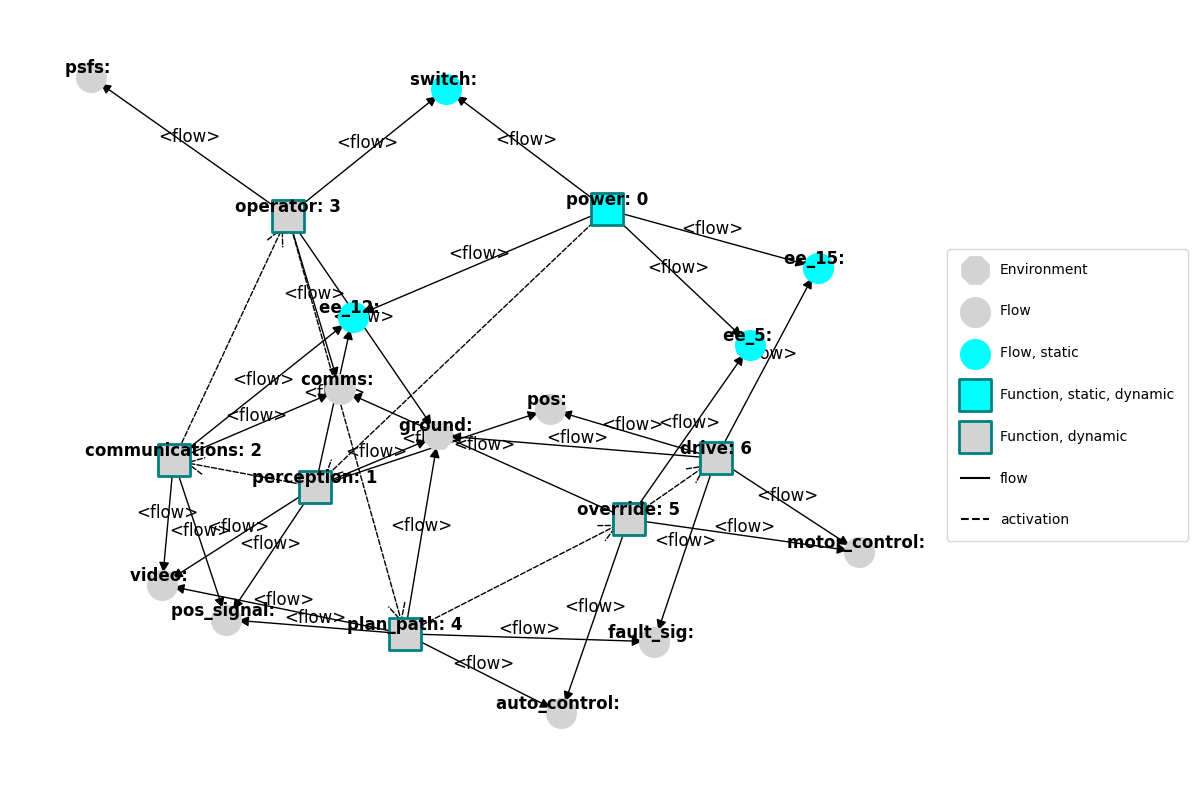 psfs:
switch:
<flow>
<flow>
<flow>
operator: 3
power: 0
<flow>
<flow>
ee_15:
<flow>
<flow>
ee_12:
ee_5:
<flow>
comms:
<flow>
pos:
<flow>
ground:
<flow>
<flow>
<flow>
communications: 2
<flow>
<flow>
drive: 6
perception: 1
override: 5
<flow>
<flow>
<flow>
<flow>
<flow>
<flow>
motor_control:
<flow>
<flow>
<flow>
video:
<flow>
<flow>
pos_signal:
<flow>
plan_path: 4
<flow>
fault_sig:
<flow>
auto_control:
Environment
Flow
Flow, static
Function, static, dynamic
Function, dynamic
flow
activation